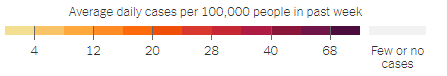 Average daily cases per 100,000 people in past week
4 12 20 28 40 68 Few or no
cases